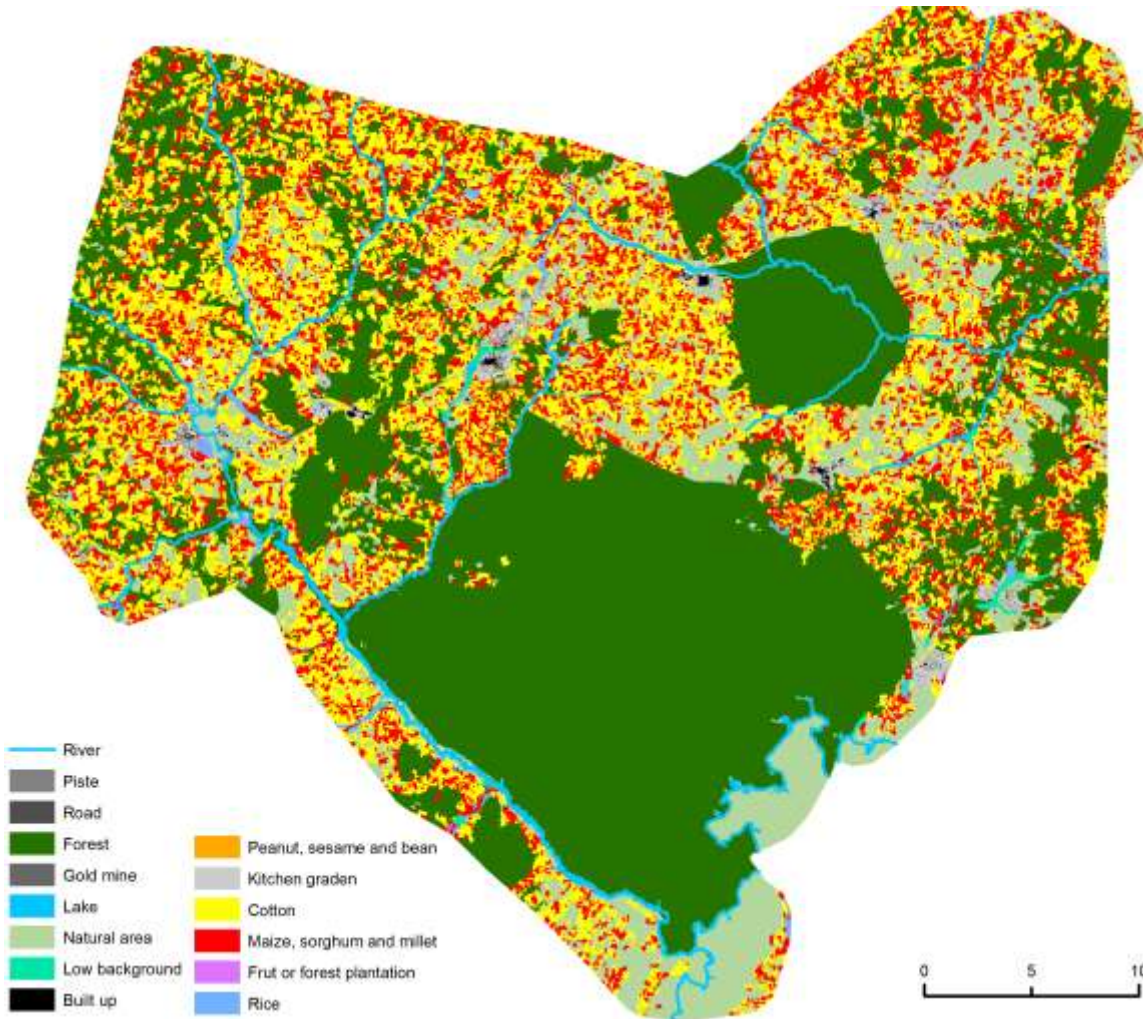 River
Piste
Road
Forest
Gold mine
Lake
Natural area
Low background
Built up
Peanut, sesame and bean
Kitchen graden
Cotton
Maize, sorghum and millet
Frut or forest plantation
Rice
0 5 10